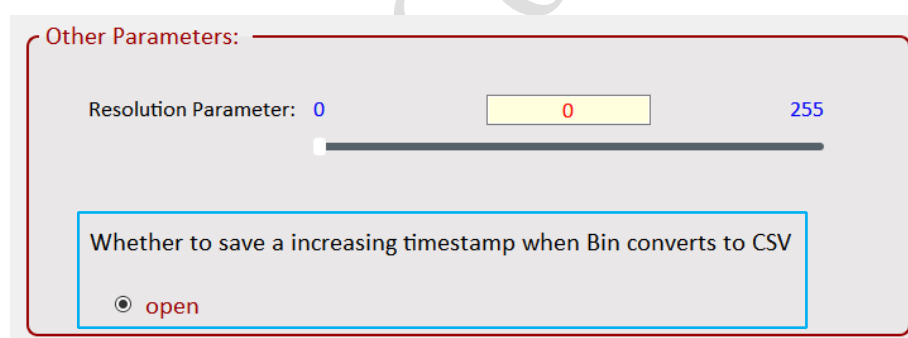 Other Parameters:
Resolution Parameter: 0 0 255
Whether to save a increasing timestamp when Bin converts to CSV
open